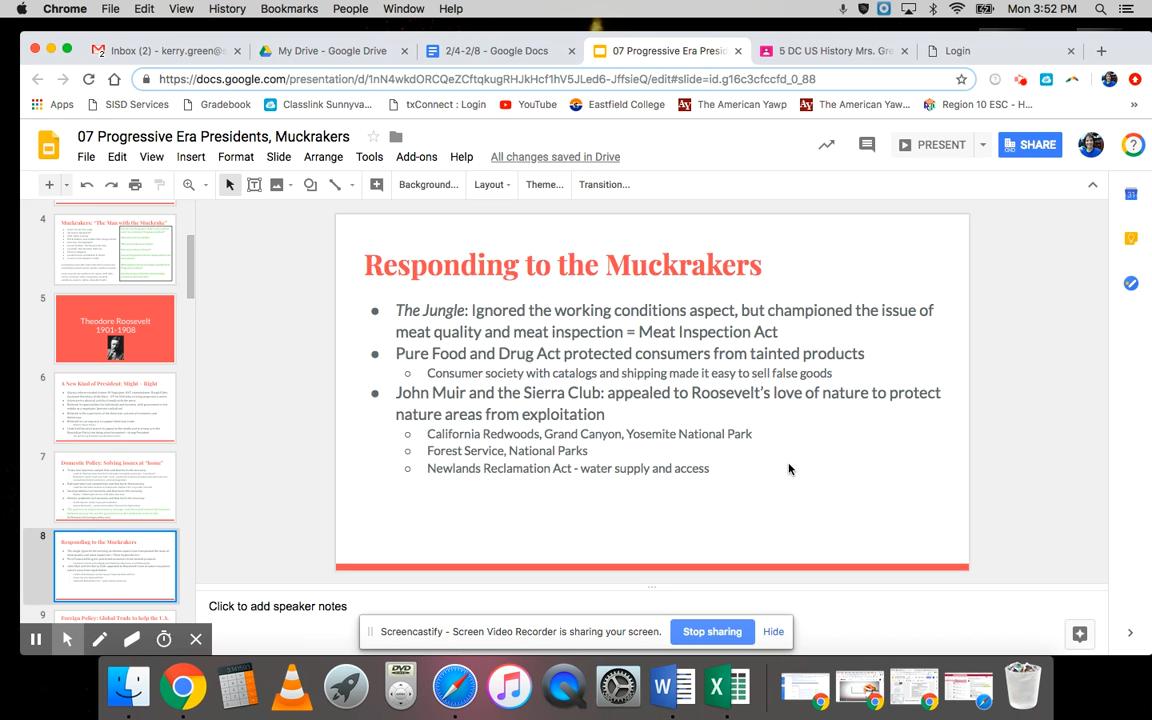 Chrome File Edit View History Bookmarks People Window Help Mon 3:52 PM
Inbox (2) - kerry.green@s
My Drive - Google Drive
2/4-2/8 - Google Docs
07 Progressive Era Presid
5 DC US History Mrs. Gre
Login
https://docs.google.com/presentation/d/1nN4wkdORCQeZCftqkugRHJkHcf1hV5JLed6-JffsieQ/edit#slide=id.g16c3cfccfd_0_88
Apps SISD Services Gradebook Classlink Sunnyva... txConnect : Login YouTube Eastfield College The American Yawp The American Yaw... Region 10 ESC - H...
07 Progressive Era Presidents, Muckrakers
File Edit View Insert Format Slide Arrange Tools Add-ons Help All changes saved in Drive
PRESENT
SHARE
Background... Layout Theme... Transition...
31
4
Muckrakers: "The Man with the Muckrake"
5
Theodore Roosevelt
1901-1908
6
A New Kind of President: Might = Right
7
Domestic Policy: Solving issues at "home"
8
Responding to the Muckrakers
9
Foreign Policy: Global Trade to help the U.S.
Responding to the Muckrakers
● The Jungle: Ignored the working conditions aspect, but championed the issue of
meat quality and meat inspection = Meat Inspection Act
● Pure Food and Drug Act protected consumers from tainted products
○ Consumer society with catalogs and shipping made it easy to sell false goods
● John Muir and the Sierra Club: appealed to Roosevelt's love of nature to protect
nature areas from exploitation
○ California Redwoods, Grand Canyon, Yosemite National Park
○ Forest Service, National Parks
○ Newlands Reclamation Act - water supply and access
Click to add speaker notes
Screencastify - Screen Video Recorder is sharing your screen. Stop sharing Hide
DVD